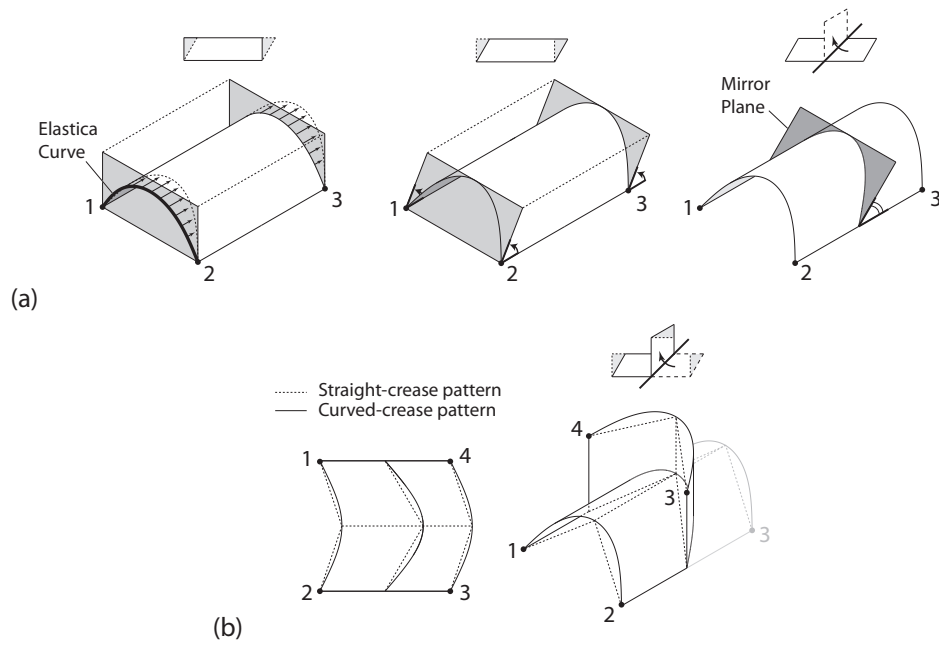 Elastica
Curve
1
2
3
1
2
3
Mirror
Plane
1
2
3
(a)
Straight-crease pattern
Curved-crease pattern
1
4
2
3
4
3
1
2
3
(b)